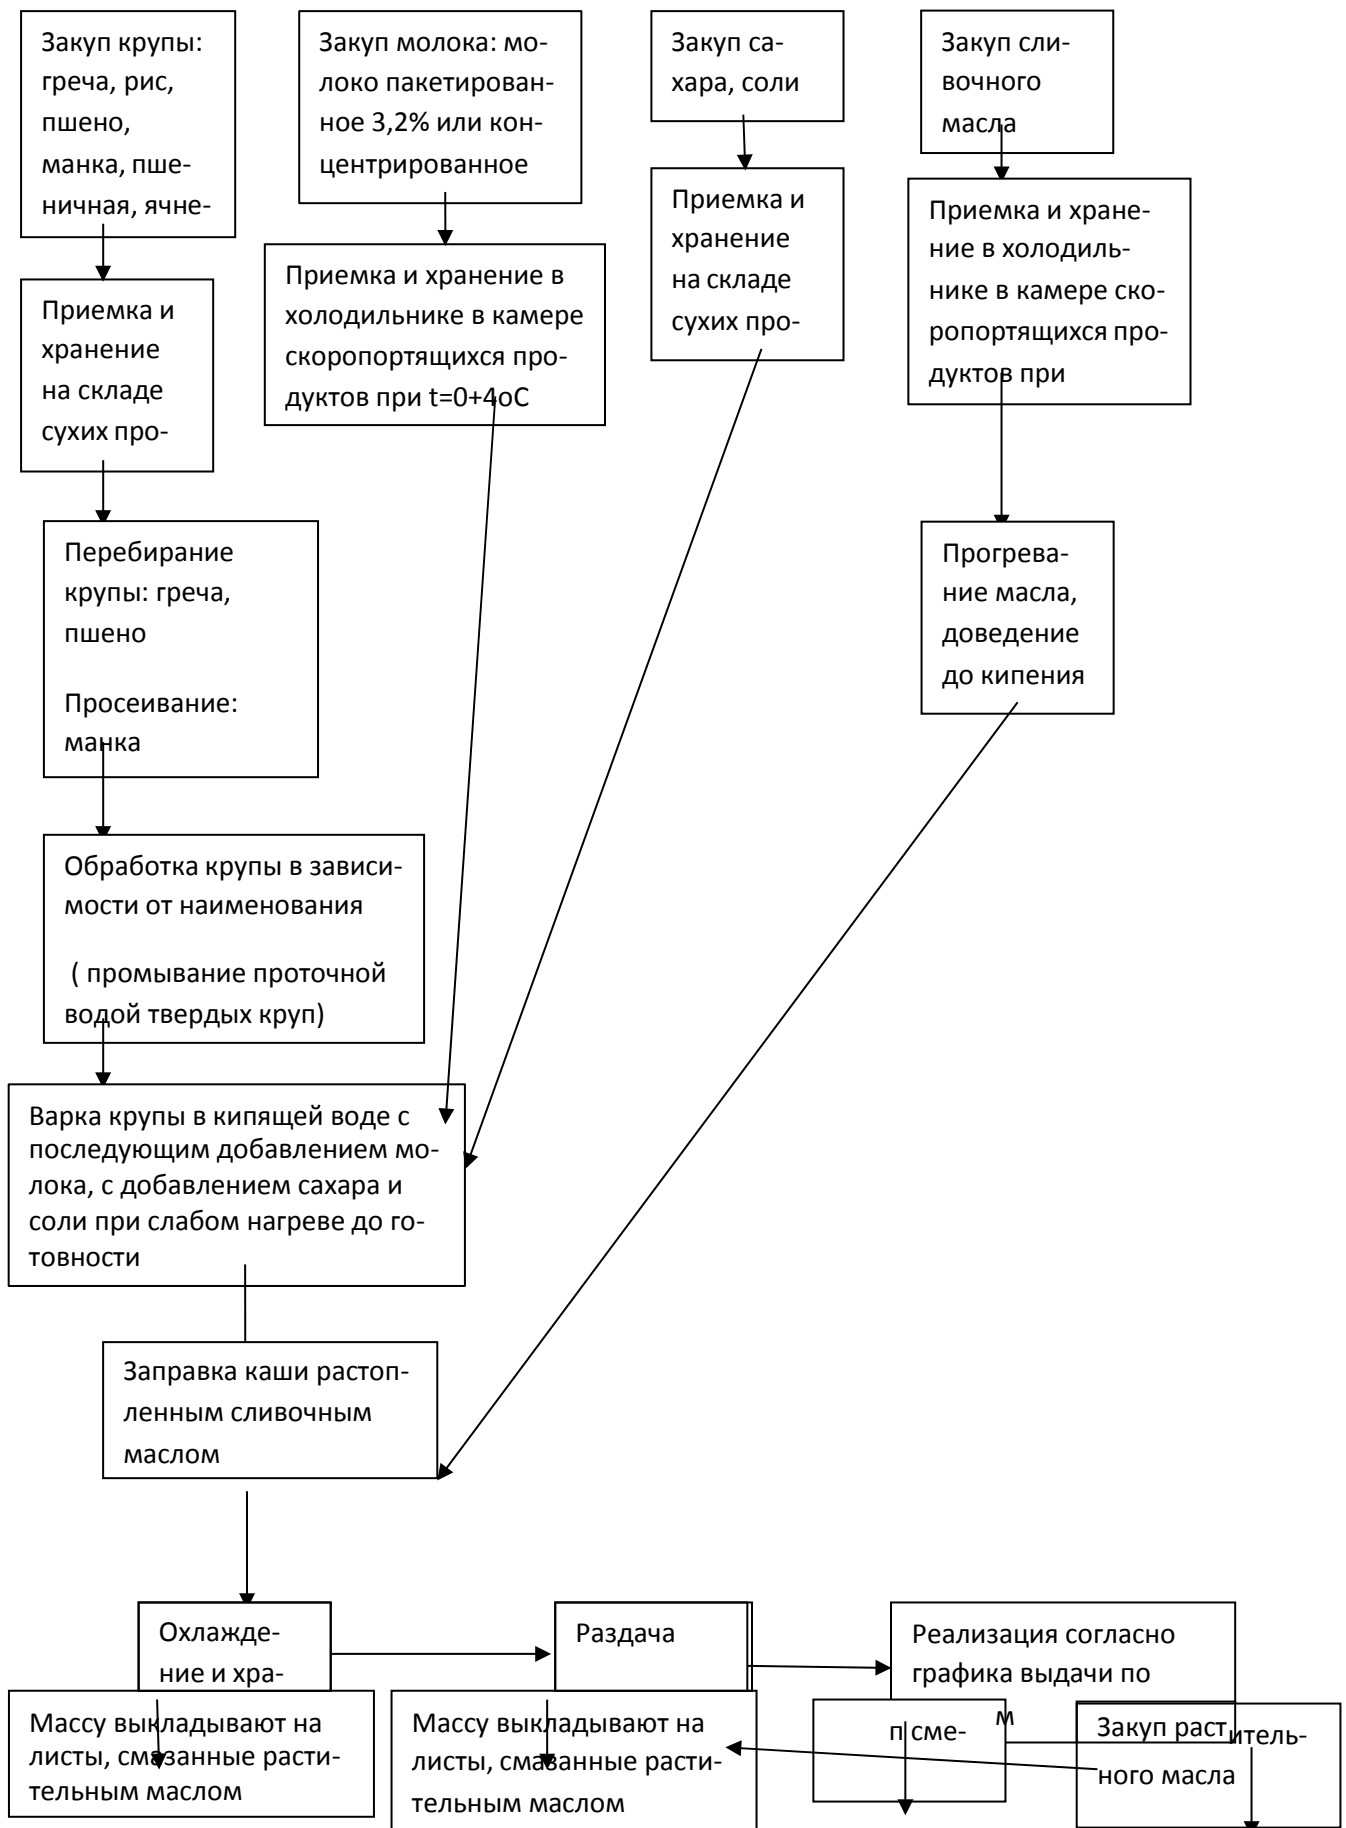 Закуп крупы:
греча, рис,
пшено,
манка, пше-
ничная, ячне-
Закуп молока: мо-
локо пакетирован-
ное 3,2% или кон-
центрированное
Закуп са-
хара, соли
Закуп сли-
вочного
масла
Приемка и
хранение
на складе
сухих про-
Приемка и хранение в
холодильнике в камере
скоропортящихся про-
дуктов при t=0+4оС
Приемка и
хранение
на складе
сухих про-
Приемка и хране-
ние в холодиль-
нике в камере ско-
ропортящихся про-
дуктов при
Перебирание
крупы: греча,
пшено
Просеивание:
манка
Прогрева-
ние масла,
доведение
до кипения
Обработка крупы в зависи-
мости от наименования
( промывание проточной
водой твердых круп)
Варка крупы в кипящей воде с
последующим добавлением мо-
лока, с добавлением сахара и
соли при слабом нагреве до го-
товности
Заправка каши растоп-
ленным сливочным
маслом
Охлажде-
ние и хра-
Раздача
Реализация согласно
графика выдачи по
Массу выкладывают на
листы, смазанные расти-
тельным маслом
Массу выкладывают на
листы, смазанные расти-
тельным маслом
п сме-
м
Закуп раститель-
ного масла